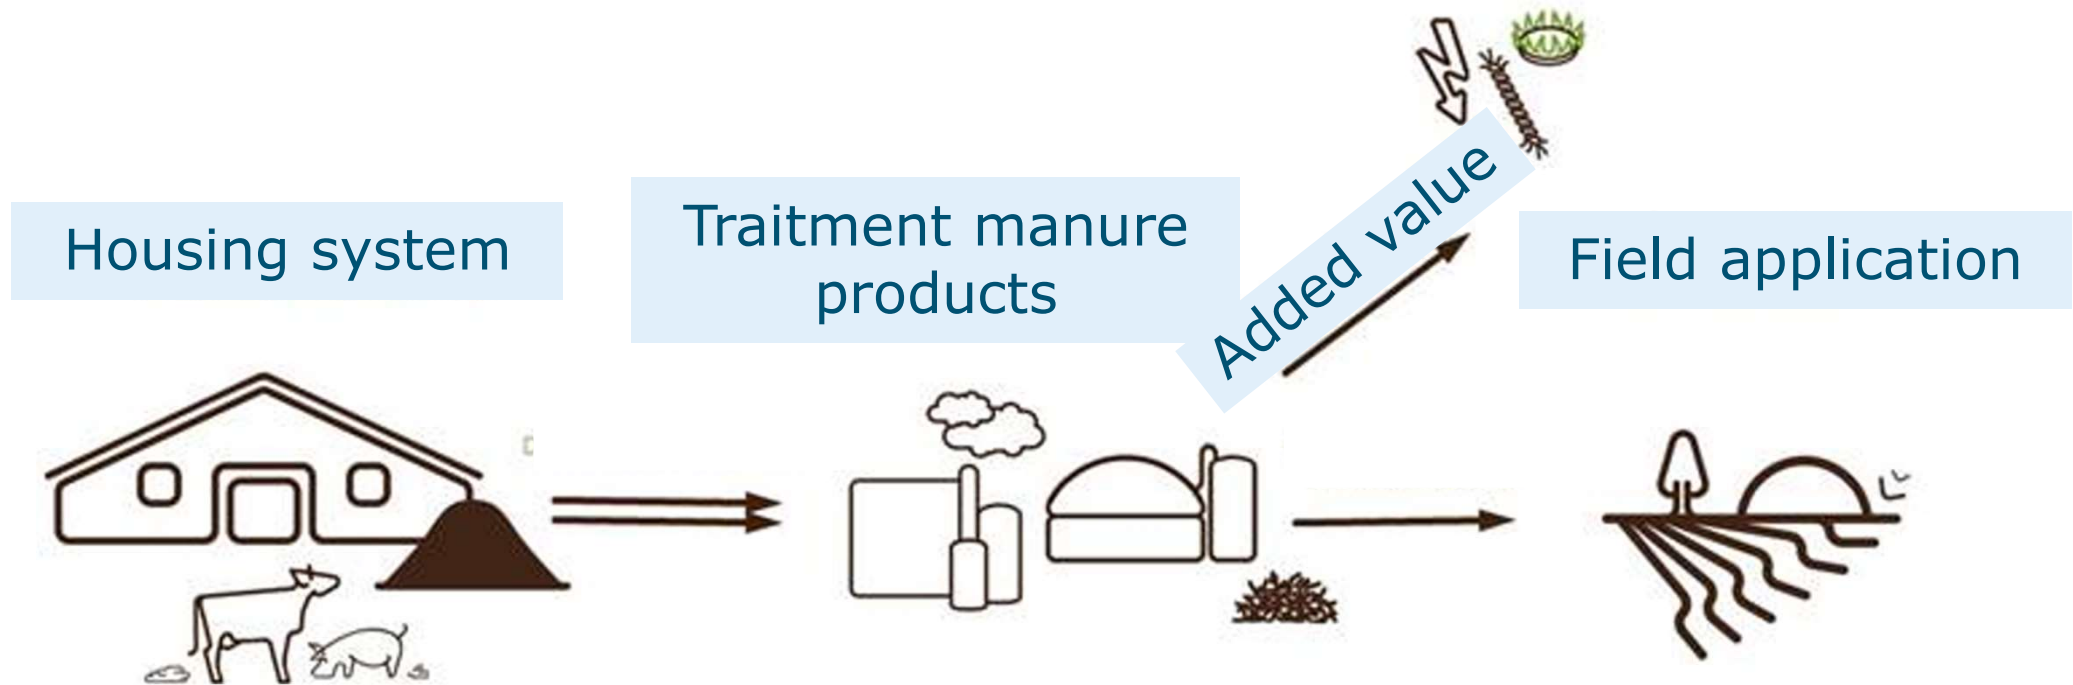 Housing system
Traitment manure
products
Added value
Field application